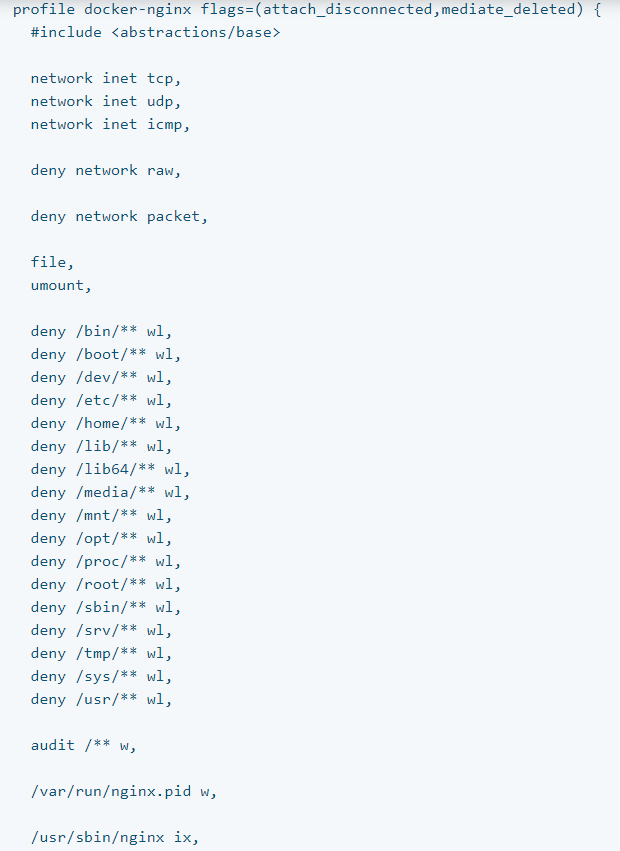 profile docker-nginx flags=(attach_disconnected,mediate_deleted) {
#include <abstractions/base>
network inet tcp,
network inet udp,
network inet icmp,
deny network raw,
deny network packet,
file,
umount,
deny /bin/** wl,
deny /boot/** wl,
deny /dev/** wl,
deny /etc/** wl,
deny /home/** wl,
deny /lib/** wl,
deny /lib64/** wl,
deny /media/** wl,
deny /mnt/** wl,
deny /opt/** wl,
deny /proc/** wl,
deny /root/** wl,
deny /sbin/** wl,
deny /srv/** wl,
deny /tmp/** wl,
deny /sys/** wl,
deny /usr/** wl,
audit /** w,
/var/run/nginx.pid w,
/usr/sbin/nginx ix,